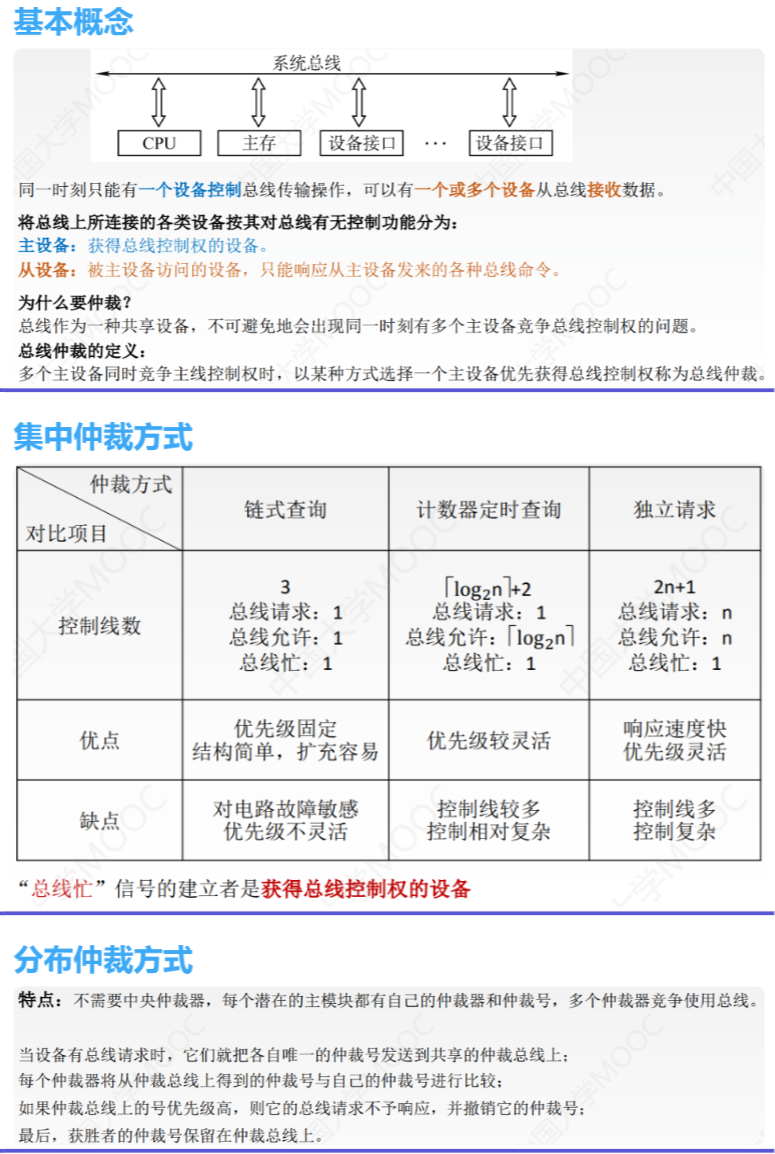 基本概念
系统总线
CPU 主存 设备接口 … 设备接口
同一时刻只能有一个设备控制总线传输操作，可以有一个或多个设备从总线接收数据。
将总线上所连接的各类设备按其对总线有无控制功能分为：
主设备：获得总线控制权的设备。
从设备：被主设备访问的设备，只能响应从主设备发来的各种总线命令。
为什么要仲裁？
总线作为一种共享设备，不可避免地会出现同一时刻有多个主设备竞争总线控制权的问题。
总线仲裁的定义：
多个主设备同时竞争主线控制权时，以某种方式选择一个主设备优先获得总线控制权称为总线仲裁。
集中仲裁方式
仲裁方式
对比项目
链式查询 计数器定时查询 独立请求
控制线数
3
总线请求：1
总线允许：1
总线忙：1
⌈log₂n⌉+2
总线请求：1
总线允许：⌈log₂n⌉
总线忙：1
2n+1
总线请求：n
总线允许：n
总线忙：1
优点
优先级固定
结构简单，扩充容易
优先级较灵活
响应速度快
优先级灵活
缺点
对电路故障敏感
优先级不灵活
控制线较多
控制相对复杂
控制线多
控制复杂
“总线忙”信号的建立者是获得总线控制权的设备
分布仲裁方式
特点：不需要中央仲裁器，每个潜在的主模块都有自己的仲裁器和仲裁号，多个仲裁器竞争使用总线。
当设备有总线请求时，它们就把各自唯一的仲裁号发送到共享的仲裁总线上；
每个仲裁器将从仲裁总线上得到的仲裁号与自己的仲裁号进行比较；
如果仲裁总线上的号优先级高，则它的总线请求不予响应，并撤销它的仲裁号；
最后，获胜者的仲裁号保留在仲裁总线上。
中国大学MOOC